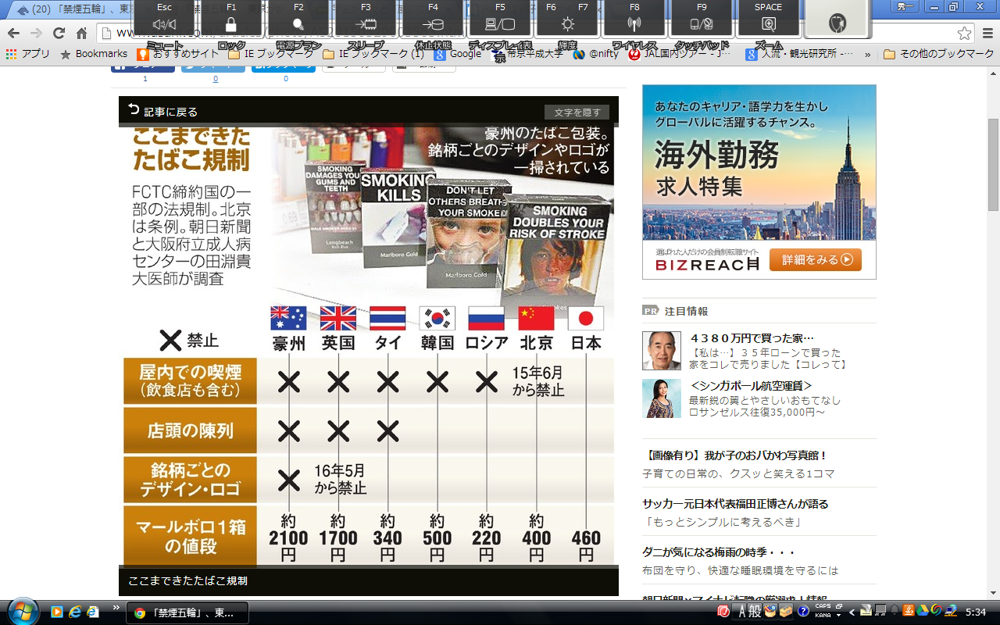 Esc
F1
F2
F3
F4
F5
F6
F7
F8
F9
SPACE
ミュート
ロック
電源プラン
スリープ
休止状態
ディスプレイ表示
輝度
ワイヤレス
タッチパッド
ズーム
(20) 「禁煙五輪」、東
秀一
アプリ
Bookmarks
おすすめサイト
IE ブックマーク
IE ブックマーク (1)
Google
帝京平成大学
@nifty
JAL国内ツアー - J…
人流・観光研究所 -…
»
その他のブックマーク
1
0
0
記事に戻る
文字を隠す
ここまできた
たばこ規制
FCTC締約国の一
部の法規制。北京
は条例。朝日新聞
と大阪府立成人病
センターの田淵貴
大医師が調査
豪州のたばこ包装。
銘柄ごとのデザインやロゴが
一掃されている
SMOKING
DAMAGES YOUR
GUMS AND
TEETH
Longbeach
SMOKING
KILLS
Marlboro Gold
DON'T LET
OTHERS BREATHE
YOUR SMOKE
Marlboro Gold
SMOKING
DOUBLES YOUR
RISK OF STROKE
禁止
豪州
英国
タイ
韓国
ロシア
北京
日本
屋内での喫煙
(飲食店も含む)
15年6月
から禁止
店頭の陳列
銘柄ごとの
デザイン・ロゴ
16年5月
から禁止
マールボロ1箱
の値段
約2100円
約1700円
約340円
約500円
約220円
約400円
460円
ここまできたたばこ規制
あなたのキャリア・語学力を生かし
グローバルに活躍するチャンス。
海外勤務
求人特集
選ばれた人だけの会員制転職サイト
BIZREACH
詳細をみる
PR 注目情報
４３８０万円で買った家…
【私は…】３５年ローンで買った
家をコレで売りました【コレって】
＜シンガポール航空運賃＞
最新鋭の翼とやさしいおもてなし
ロサンゼルス往復35,000円～
【画像有り】我が子のおバかわ写真館！
子育ての日常の、クスッと笑える1コマ
サッカー元日本代表福田正博さんが語る
「もっとシンプルに考えるべき」
ダニが気になる梅雨の時季・・・
布団を守り、快適な睡眠環境を守るには
「禁煙五輪」、東...
A 般
CAPS
KANA
5:34